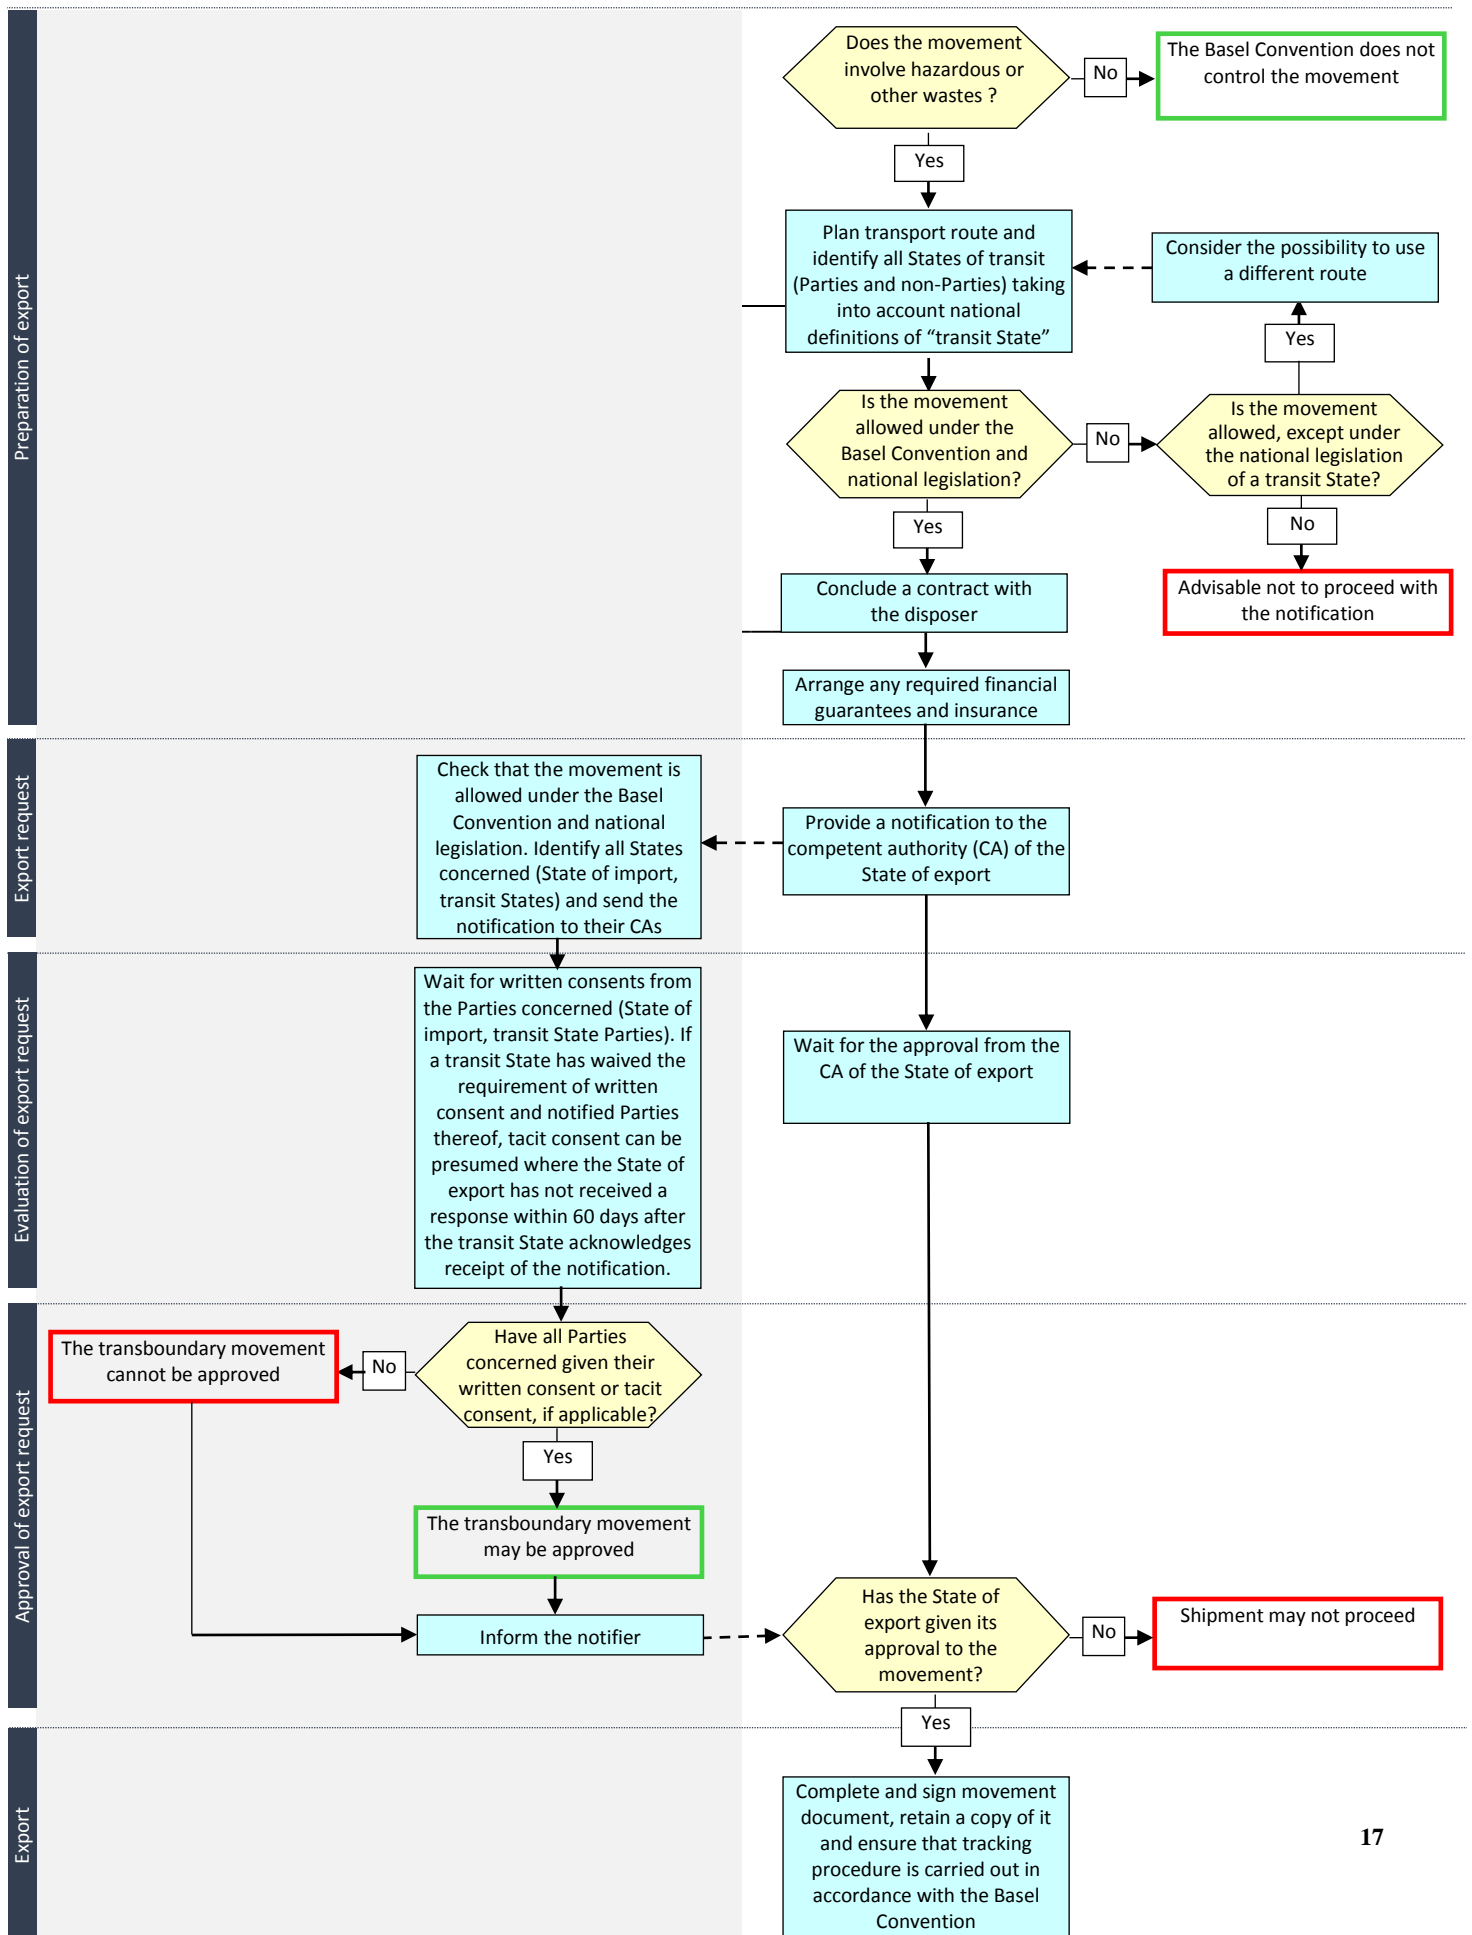 Preparation of export
Does the movement
involve hazardous or
other wastes ?
No
The Basel Convention does not
control the movement
Yes
Plan transport route and
identify all States of transit
(Parties and non-Parties) taking
into account national
definitions of “transit State”
Consider the possibility to use
a different route
Yes
Is the movement
allowed under the
Basel Convention and
national legislation?
No
Is the movement
allowed, except under
the national legislation
of a transit State?
Yes
No
Conclude a contract with
the disposer
Advisable not to proceed with
the notification
Arrange any required financial
guarantees and insurance
Export request
Check that the movement is
allowed under the Basel
Convention and national
legislation. Identify all States
concerned (State of import,
transit States) and send the
notification to their CAs
Provide a notification to the
competent authority (CA) of the
State of export
Evaluation of export request
Wait for written consents from
the Parties concerned (State of
import, transit State Parties). If
a transit State has waived the
requirement of written
consent and notified Parties
thereof, tacit consent can be
presumed where the State of
export has not received a
response within 60 days after
the transit State acknowledges
receipt of the notification.
Wait for the approval from the
CA of the State of export
Approval of export request
The transboundary movement
cannot be approved
No
Have all Parties
concerned given their
written consent or tacit
consent, if applicable?
Yes
The transboundary movement
may be approved
Inform the notifier
Has the State of
export given its
approval to the
movement?
No
Shipment may not proceed
Yes
Export
Complete and sign movement
document, retain a copy of it
and ensure that tracking
procedure is carried out in
accordance with the Basel
Convention
17